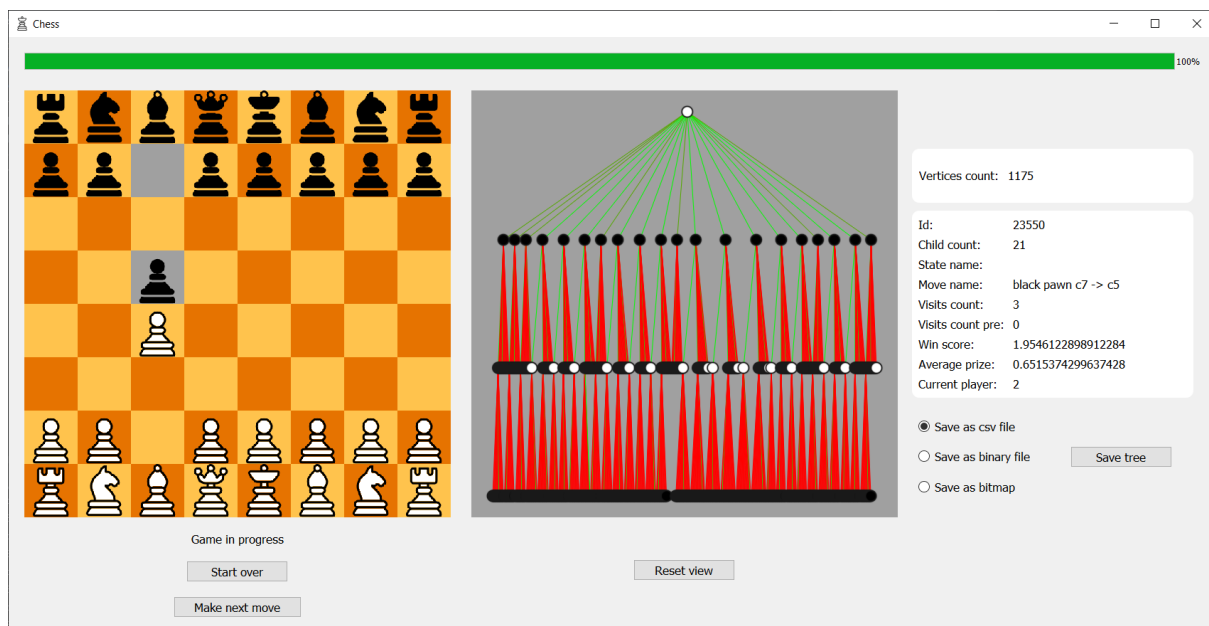 Chess
100%
Vertices count: 1175
Id: 23550
Child count: 21
State name:
Move name: black pawn c7 -> c5
Visits count: 3
Visits count pre: 0
Win score: 1.9546122898912284
Average prize: 0.6515374299637428
Current player: 2
Save as csv file
Save as binary file
Save tree
Save as bitmap
Game in progress
Start over
Reset view
Make next move